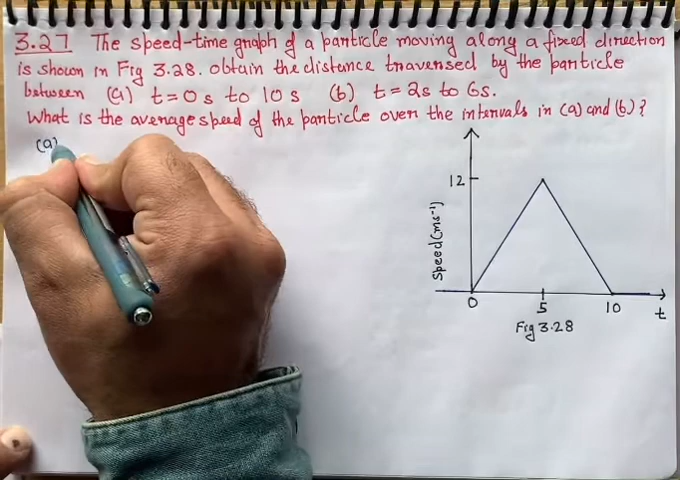 3.27 The speed-time graph of a particle moving along a fixed direction
is shown in Fig 3.28. obtain the distance traversed by the particle
between (a) t = 0 s to 10 s (b) t = 2s to 6s.
What is the average speed of the particle over the intervals in (a) and (b)?
(a)
12
Speed (ms⁻¹)
0 5 10 t
Fig 3.28